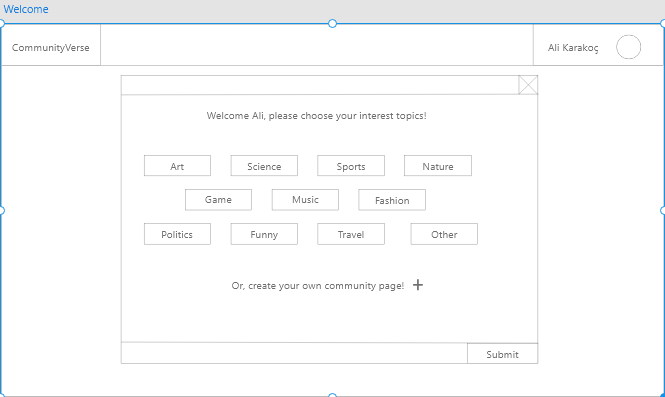 Welcome
CommunityVerse
Ali Karakoç
Welcome Ali, please choose your interest topics!
Art Science Sports Nature
Game Music Fashion
Politics Funny Travel Other
Or, create your own community page! +
Submit